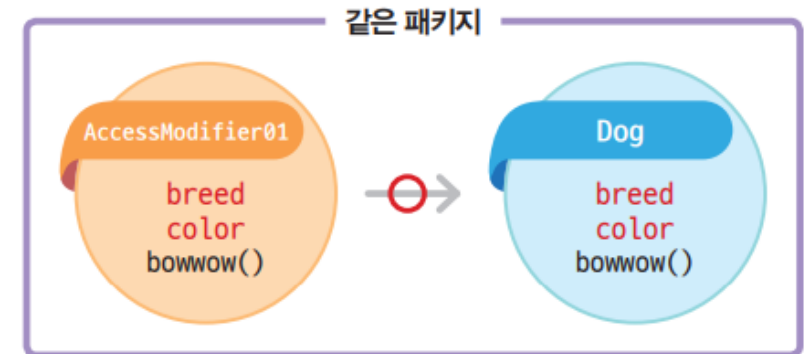 같은 패키지
AccessModifier01
breed
color
bowwow()
Dog
breed
color
bowwow()